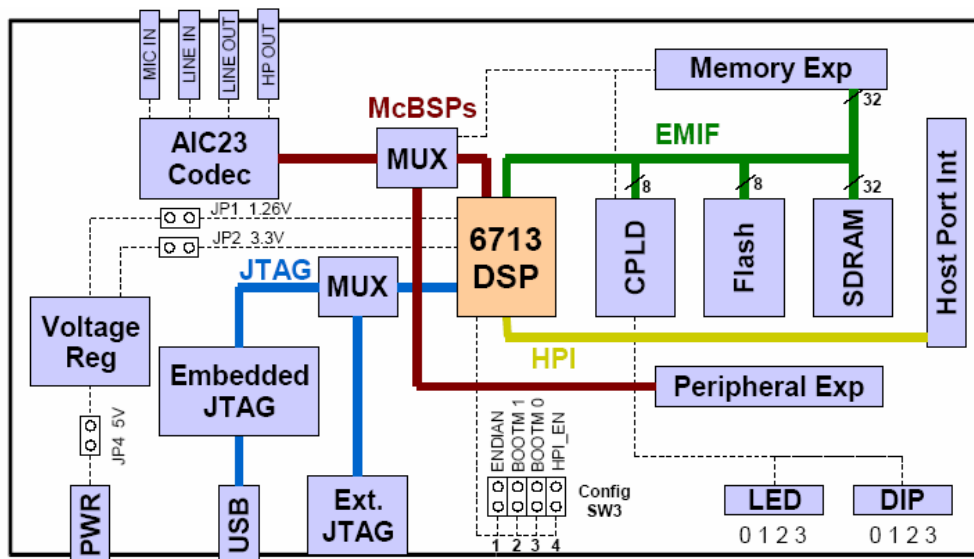 MIC IN
LINE IN
LINE OUT
HP OUT
Memory Exp
32
McBSPs
EMIF
AIC23
Codec
MUX
8
8
32
Host Port Int
JP1 1.26V
JP2 3.3V
6713
DSP
CPLD
Flash
SDRAM
JTAG
MUX
Voltage
Reg
HPI
Embedded
JTAG
Peripheral Exp
JP4 5V
ENDIAN
BOOTM 1
BOOTM 0
HPI_EN
Config
SW3
1 2 3 4
PWR
USB
Ext.
JTAG
LED
0 1 2 3
DIP
0 1 2 3